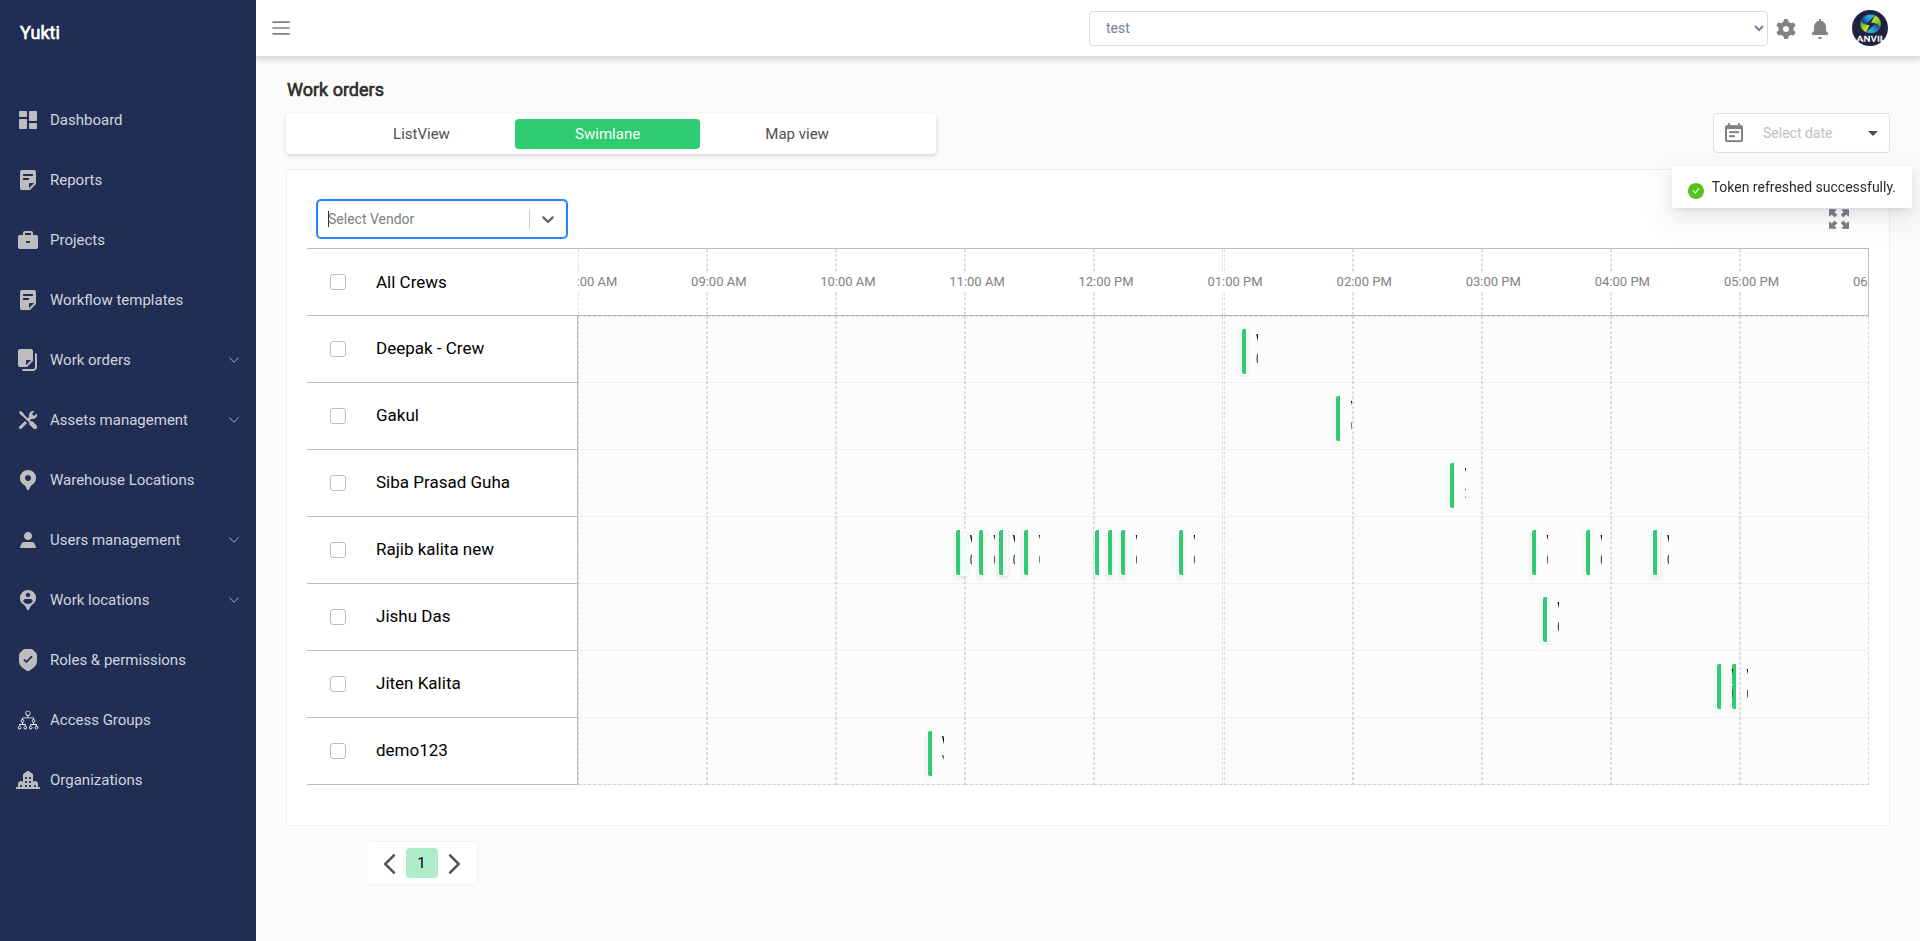 Yukti
test
ANVIL
Dashboard
Reports
Projects
Workflow templates
Work orders
Assets management
Warehouse Locations
Users management
Work locations
Roles & permissions
Access Groups
Organizations
Work orders
ListView
Swimlane
Map view
Select date
Token refreshed successfully.
Select Vendor
All Crews
:00 AM
09:00 AM
10:00 AM
11:00 AM
12:00 PM
01:00 PM
02:00 PM
03:00 PM
04:00 PM
05:00 PM
06
Deepak - Crew
Gakul
Siba Prasad Guha
Rajib kalita new
Jishu Das
Jiten Kalita
demo123
1